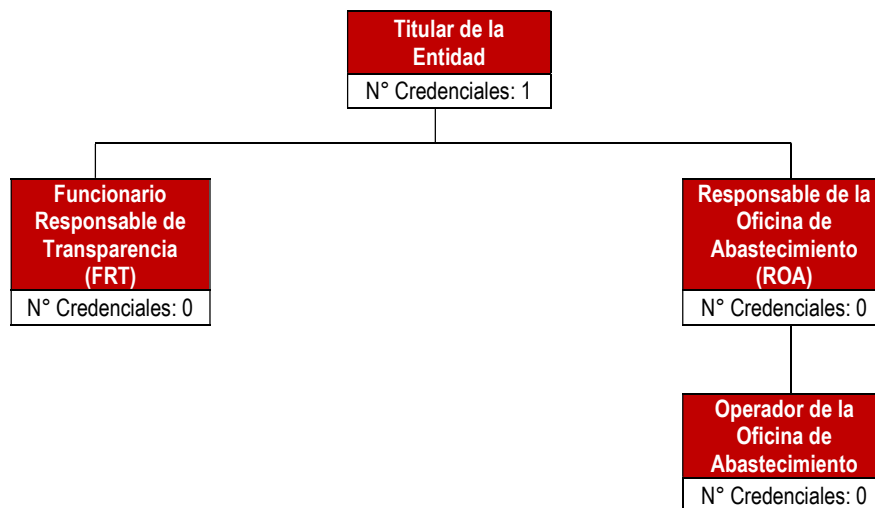 Titular de la
Entidad
N° Credenciales: 1
Funcionario
Responsable de
Transparencia
(FRT)
N° Credenciales: 0
Responsable de la
Oficina de
Abastecimiento
(ROA)
N° Credenciales: 0
Operador de la
Oficina de
Abastecimiento
N° Credenciales: 0